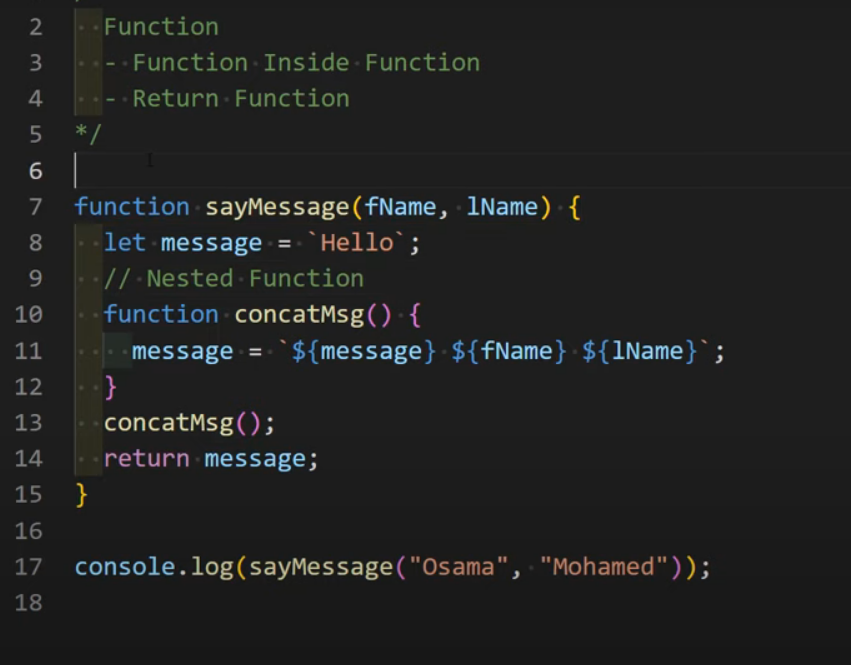 2 Function
3 - Function Inside Function
4 - Return Function
5 */
6
7 function sayMessage(fName, lName) {
8 let message = `Hello`;
9 // Nested Function
10 function concatMsg() {
11 message = `${message} ${fName} ${lName}`;
12 }
13 concatMsg();
14 return message;
15 }
16
17 console.log(sayMessage("Osama", "Mohamed"));
18